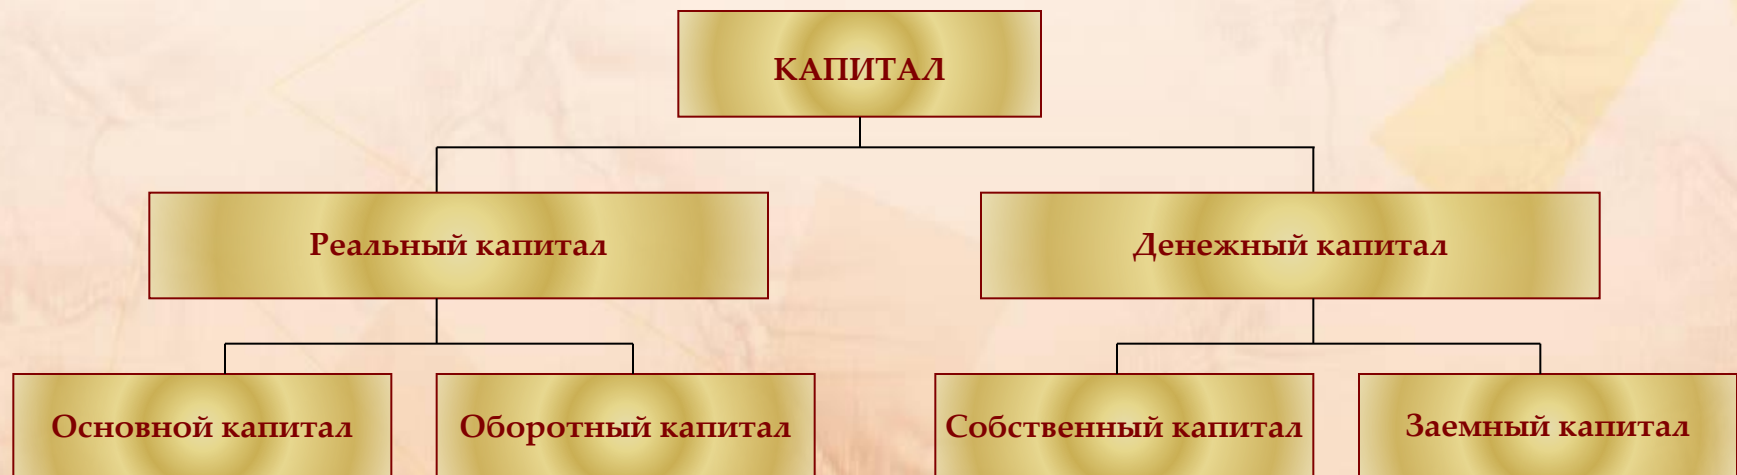 КАПИТАЛ
Реальный капитал
Денежный капитал
Основной капитал
Оборотный капитал
Собственный капитал
Заемный капитал